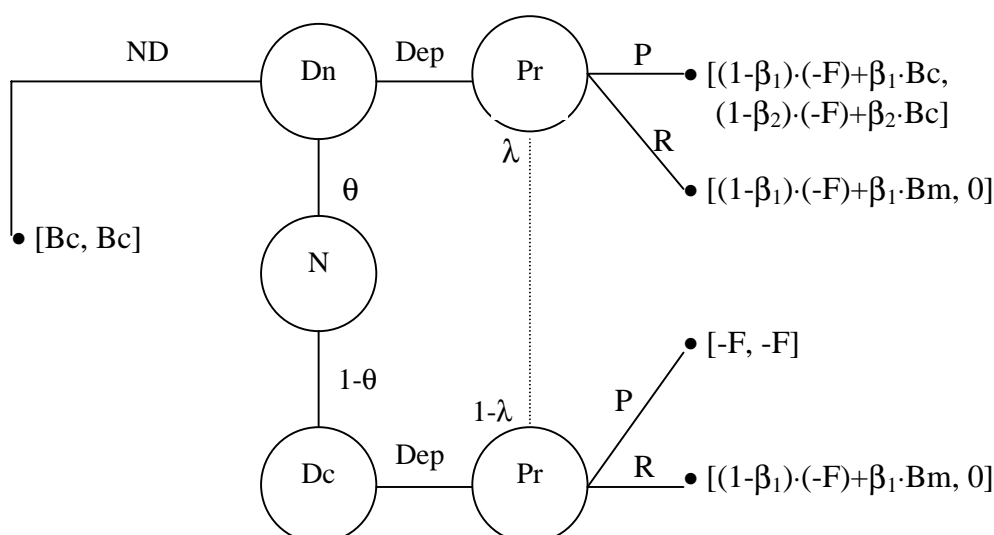 ND
Dn
Dep
Pr
P
[(1-β₁)·(-F)+β₁·Bc,
(1-β₂)·(-F)+β₂·Bc]
R
λ
[(1-β₁)·(-F)+β₁·Bm, 0]
θ
[Bc, Bc]
N
[-F, -F]
1-θ
P
1-λ
Dc
Dep
Pr
R
[(1-β₁)·(-F)+β₁·Bm, 0]